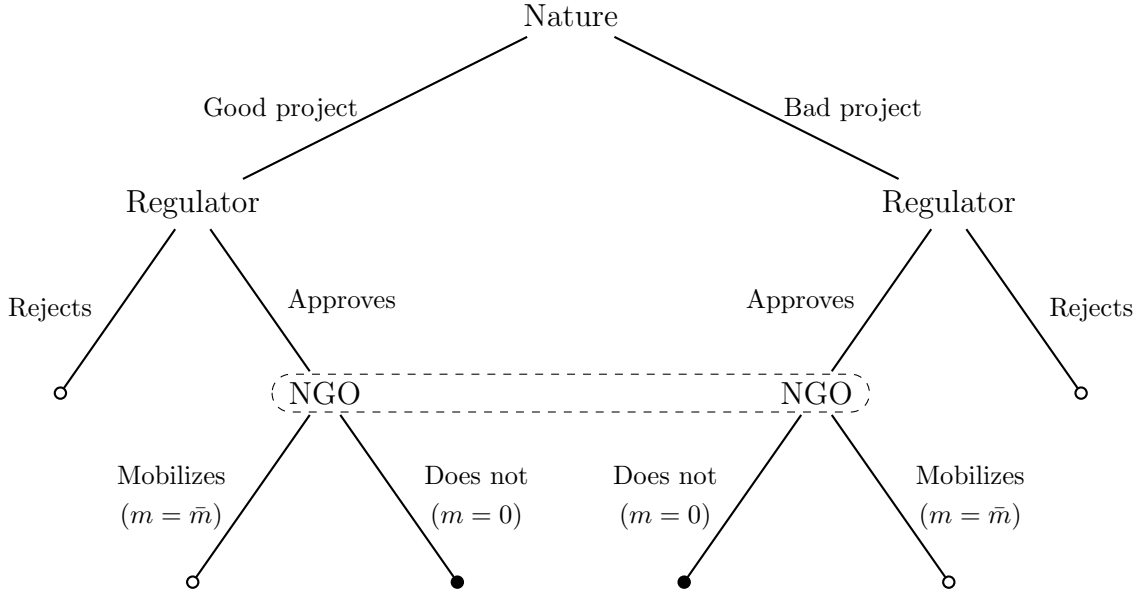 Nature
Good project
Bad project
Regulator
Regulator
Rejects
Approves
Approves
Rejects
NGO
NGO
Mobilizes
(m = m̄)
Does not
(m = 0)
Does not
(m = 0)
Mobilizes
(m = m̄)